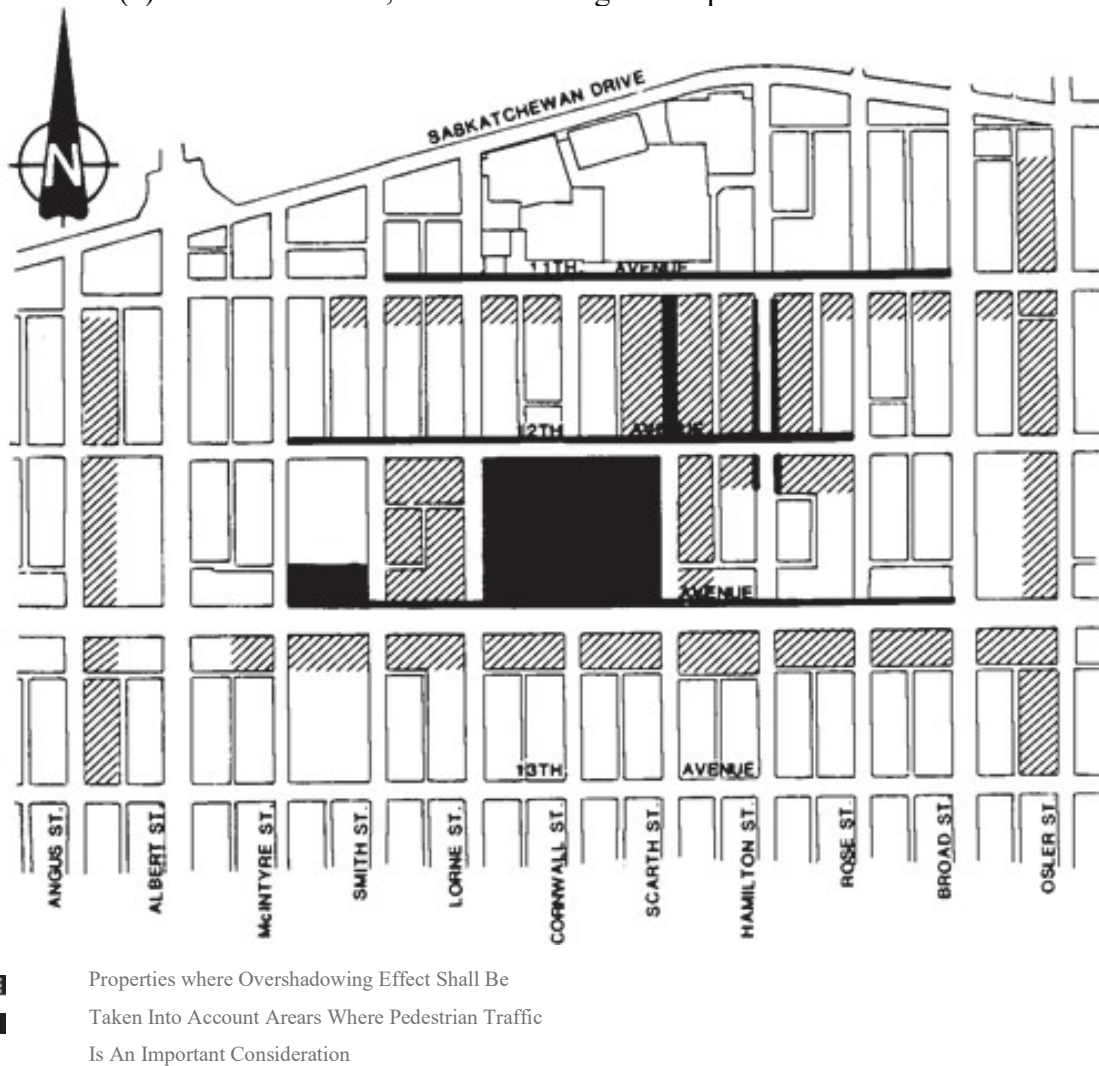 N
SASKATCHEWAN DRIVE
11TH. AVENUE
12TH AVENUE
AVENUE
13TH AVENUE
ANGUS ST.
ALBERT ST.
McINTYRE ST.
SMITH ST.
LORNE ST.
CORNWALL ST.
SCARTH ST.
HAMILTON ST.
ROSE ST.
BROAD ST.
OSLER ST.
Properties where Overshadowing Effect Shall Be
Taken Into Account Arears Where Pedestrian Traffic
Is An Important Consideration